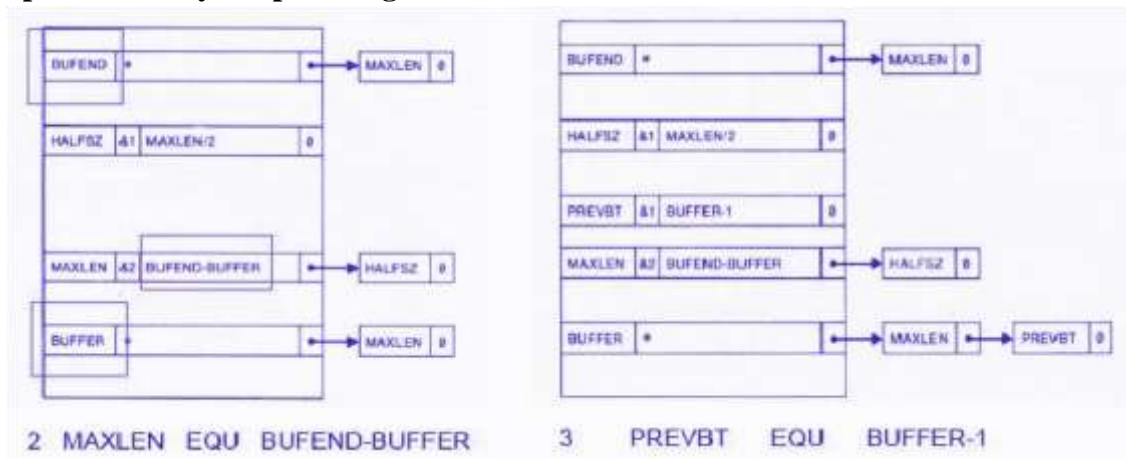 BUFEND * MAXLEN 0
HALFSZ &1 MAXLEN/2 0
MAXLEN &2 BUFEND-BUFFER HALFSZ 0
BUFFER * MAXLEN 0
2 MAXLEN EQU BUFEND-BUFFER
BUFEND * MAXLEN 0
HALFSZ &1 MAXLEN/2 0
PREVBT &1 BUFFER-1 0
MAXLEN &2 BUFEND-BUFFER HALFSZ 0
BUFFER * MAXLEN PREVBT 0
3 PREVBT EQU BUFFER-1